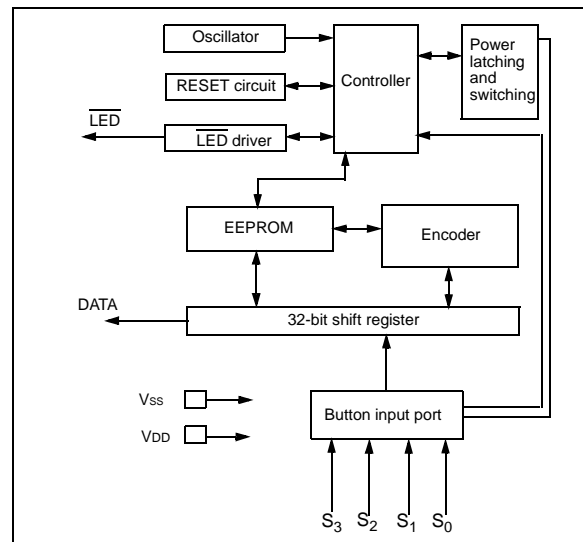 Oscillator
RESET circuit
LED
LED driver
Controller
Power
latching
and
switching
EEPROM
Encoder
DATA
32-bit shift register
VSS
VDD
Button input port
S3 S2 S1 S0